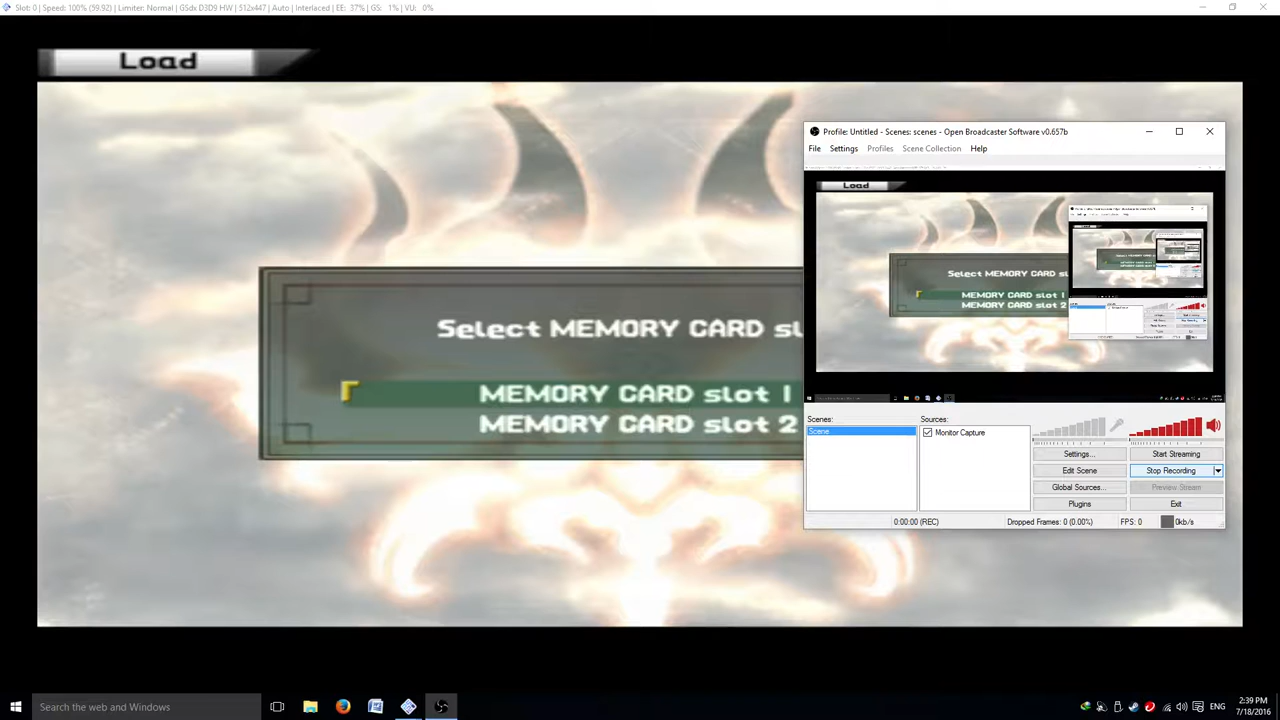 Slot: 0 | Speed: 100% (59.92) | Limiter: Normal | GSdx D3D9 HW | 512x447 | Auto | Interlaced | EE: 37% | GS: 1% | VU: 0%
Load
Select MEMORY CARD sl
MEMORY CARD slot 1
MEMORY CARD slot 2
Profile: Untitled - Scenes: scenes - Open Broadcaster Software v0.657b
File Settings Profiles Scene Collection Help
Load
Select MEMORY CARD sl
MEMORY CARD slot 1
MEMORY CARD slot 2
Scenes: Sources:
Scene
Monitor Capture
Settings... Start Streaming
Edit Scene Stop Recording
Global Sources... Preview Stream
Plugins Exit
0:00:00 (REC) Dropped Frames: 0 (0.00%) FPS: 0 0kb/s
Search the web and Windows
ENG
2:39 PM
7/18/2016